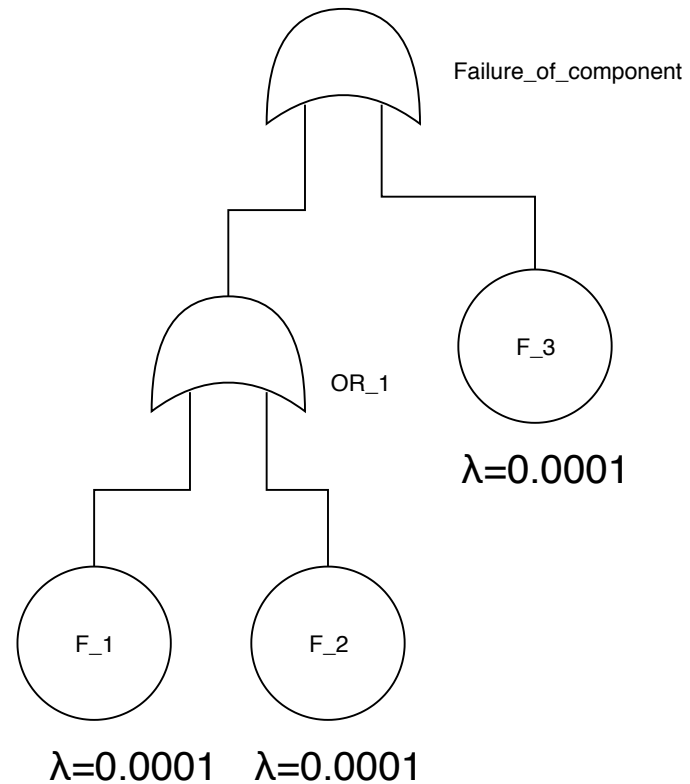 Failure_of_component
OR_1
F_3
λ=0.0001
F_1
F_2
λ=0.0001
λ=0.0001